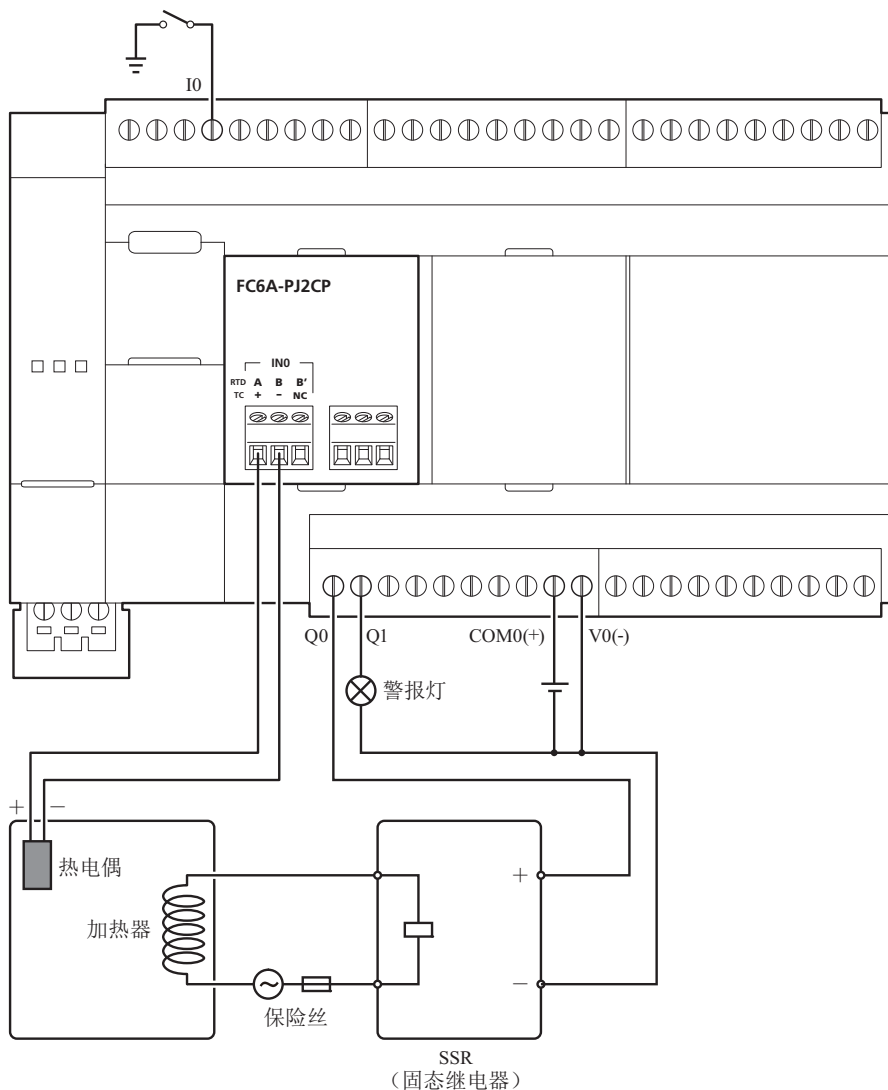 I0
FC6A-PJ2CP
IN0
RTD A B B'
TC + − NC
Q0 Q1 COM0(+) V0(-)
警报灯
+ −
热电偶
+
加热器
−
保险丝
SSR
（固态继电器）